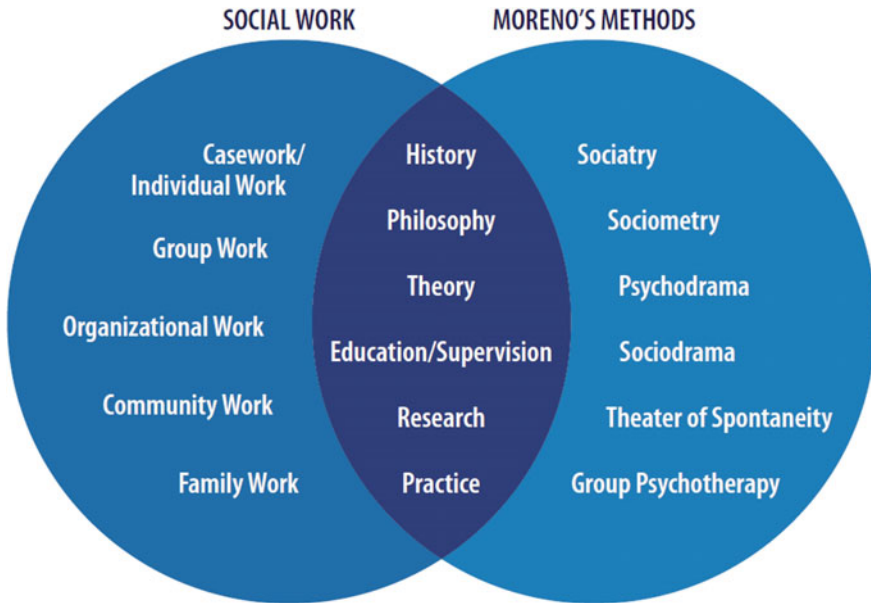 SOCIAL WORK
MORENO'S METHODS
Casework/
Individual Work
Group Work
Organizational Work
Community Work
Family Work
History
Philosophy
Theory
Education/Supervision
Research
Practice
Sociatry
Sociometry
Psychodrama
Sociodrama
Theater of Spontaneity
Group Psychotherapy